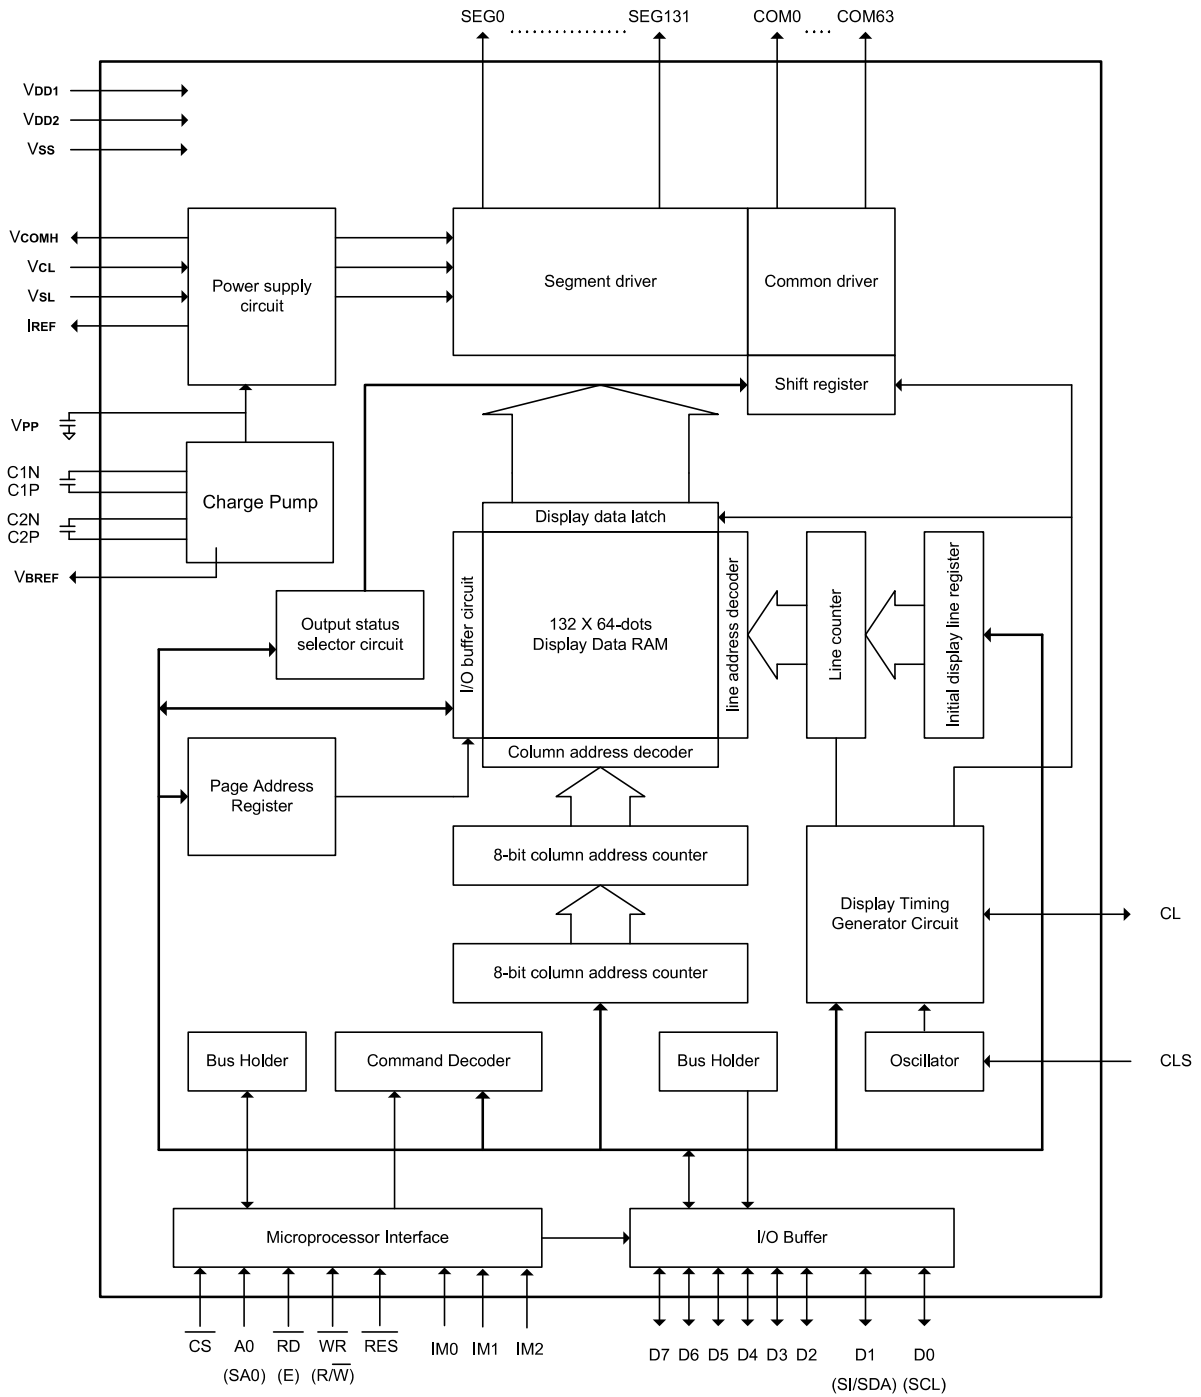 SEG0 SEG131 COM0 COM63
VDD1
VDD2
VSS
VCOMH
VCL
VSL
IREF
Power supply
circuit
Segment driver
Common driver
Shift register
VPP
C1N
C1P
C2N
C2P
Charge Pump
VBREF
Display data latch
Output status
selector circuit
I/O buffer circuit
132 X 64-dots
Display Data RAM
line address decoder
Line counter
Initial display line register
Column address decoder
Page Address
Register
8-bit column address counter
Display Timing
Generator Circuit
CL
8-bit column address counter
Bus Holder
Command Decoder
Bus Holder
Oscillator
CLS
Microprocessor Interface
I/O Buffer
CS A0 RD WR RES IM0 IM1 IM2 D7 D6 D5 D4 D3 D2 D1 D0
(SA0) (E) (R/W) (SI/SDA) (SCL)